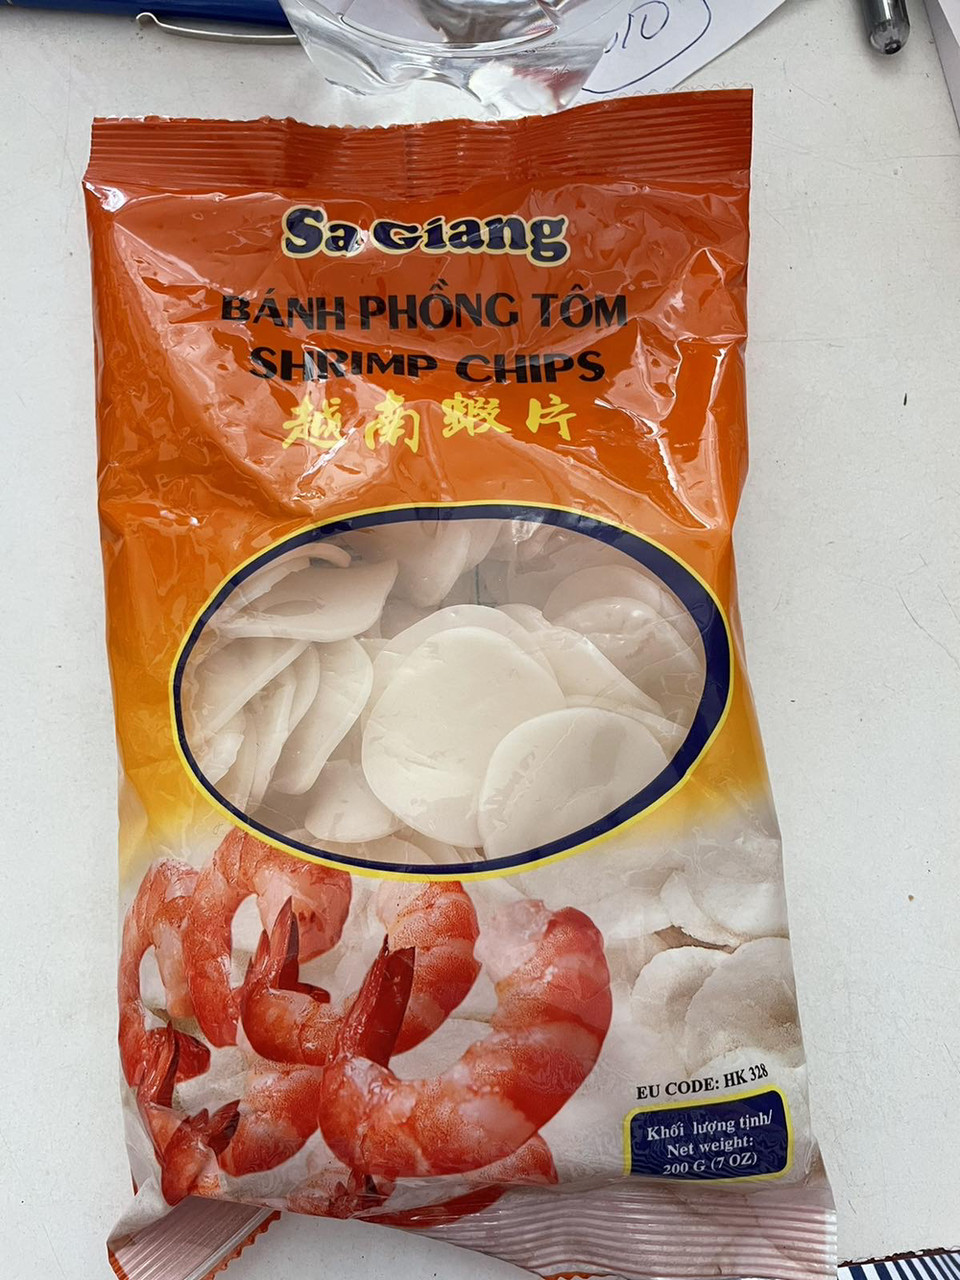 Sa Giang
BÁNH PHỒNG TÔM
SHRIMP CHIPS
越南蝦片
EU CODE: HK 328
Khối lượng tịnh/
Net weight:
200 G (7 OZ)